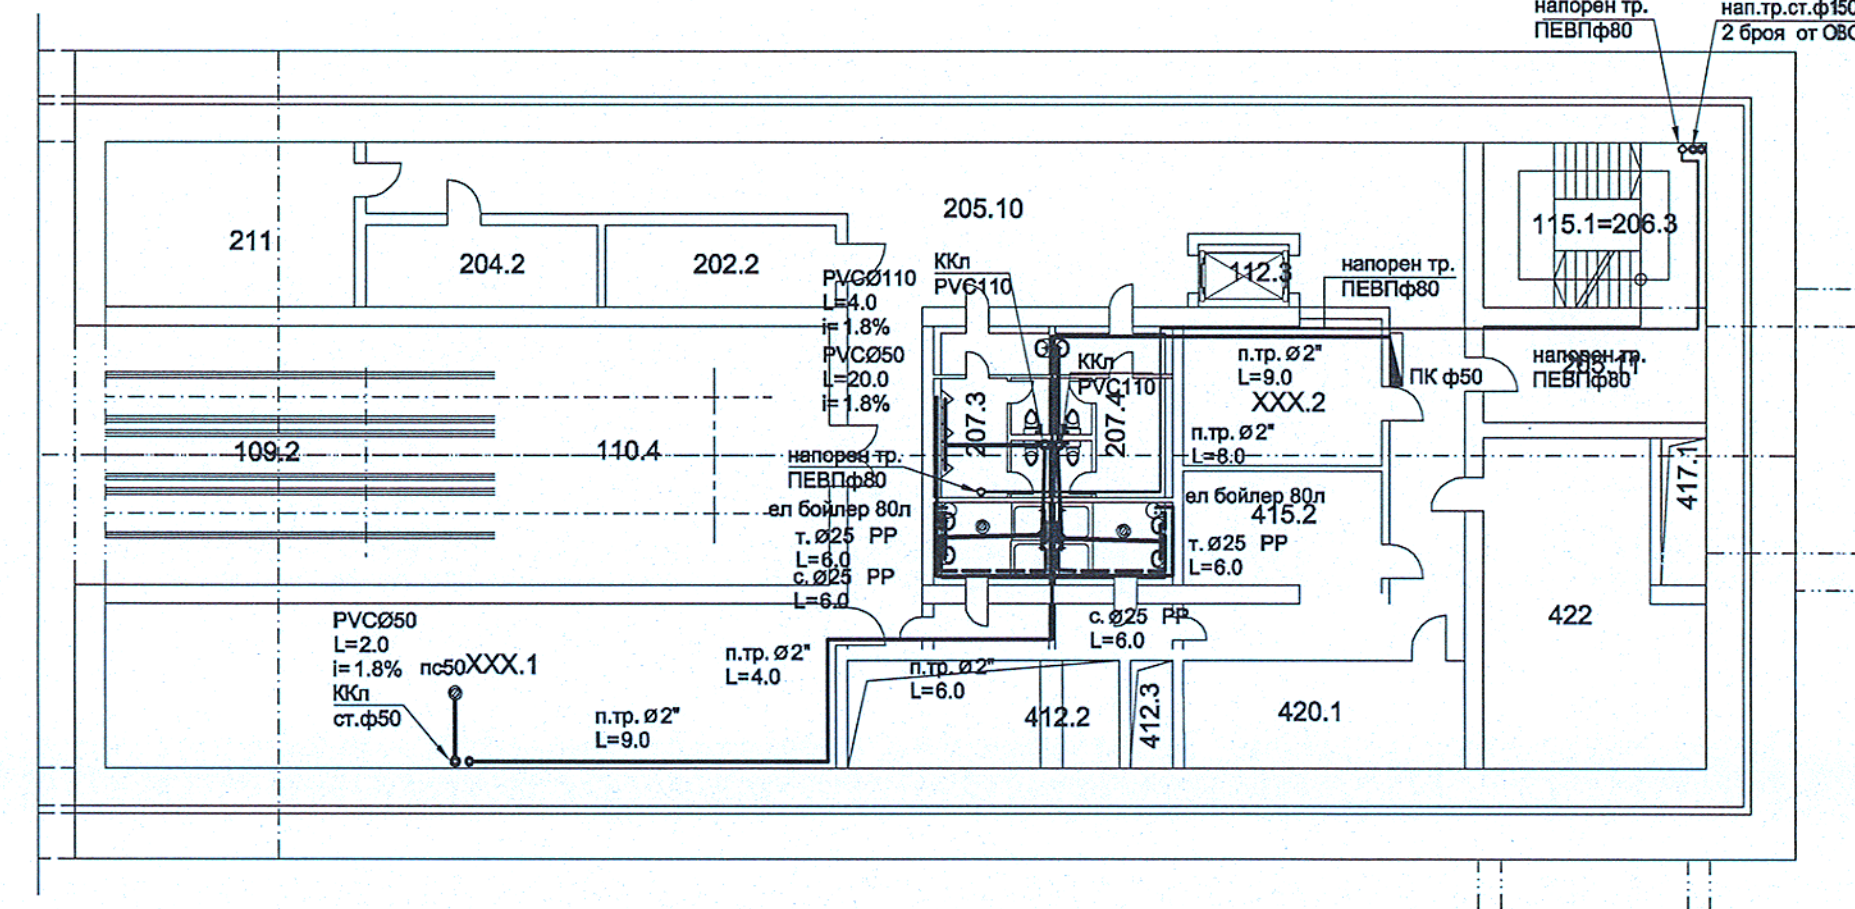 напорен тр.
ПЕВПф80
нап.тр.ст.ф150
2 броя от ОВО
205.10
211
204.2
202.2
115.1=206.3
112.3
ККл
PVC110
PVCØ110
L=4.0
i=1.8%
PVCØ50
L=20.0
i=1.8%
напорен тр.
ПЕВПф80
ККл
PVC110
п.тр.Ø2"
L=9.0
XXX.2
ПК ф50
напорен тр.
ПЕВПф80
205.11
207.3
207.4
п.тр.Ø2"
L=8.0
109.2
110.4
напорен тр.
ПЕВПф80
ел бойлер 80л
т.Ø25 PP
L=6.0
с.Ø25 PP
L=6.0
ел бойлер 80л
415.2
т.Ø25 PP
L=6.0
417.1
с.Ø25 PP
L=6.0
422
PVCØ50
L=2.0
i=1.8%
пс50
XXX.1
ККл
ст.ф50
п.тр.Ø2"
L=4.0
п.тр.Ø2"
L=6.0
п.тр.Ø2"
L=9.0
412.2
412.3
420.1